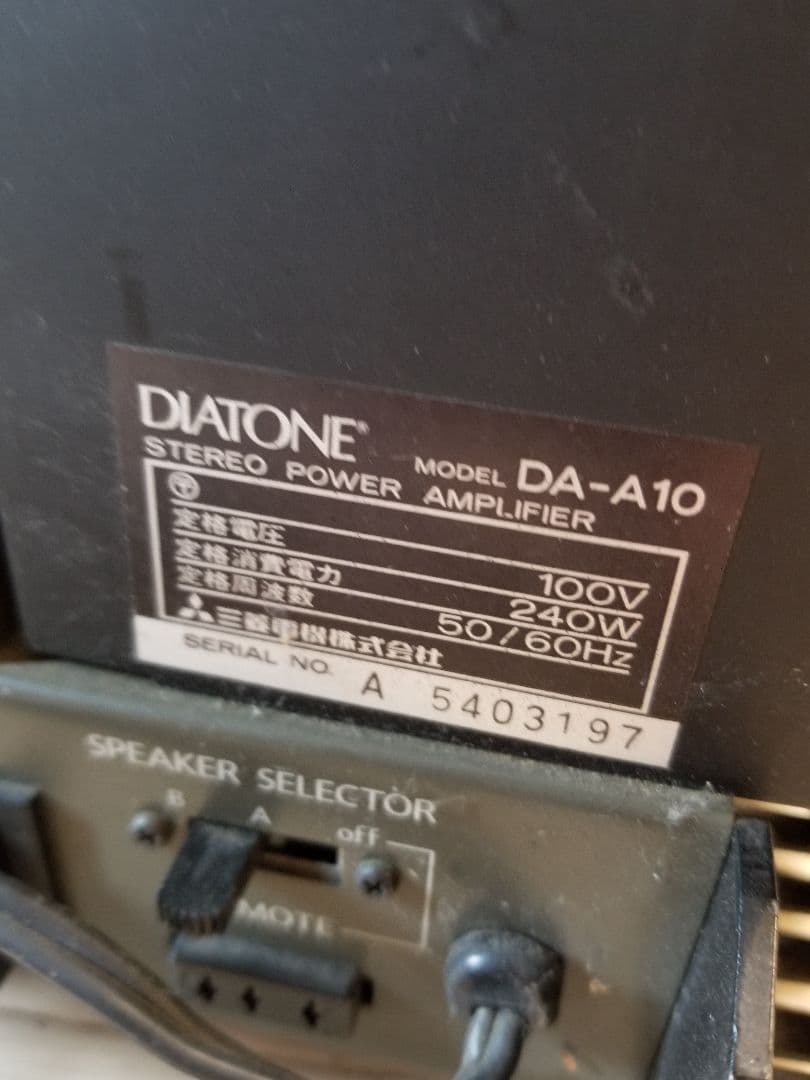 DIATONE®
MODEL DA-A10
STEREO POWER AMPLIFIER
〒
定格電圧 100V
定格消費電力 240W
定格周波数 50/60Hz
三菱電機株式会社
SERIAL NO. A 5403197
SPEAKER SELECTOR
B A off
MOTE